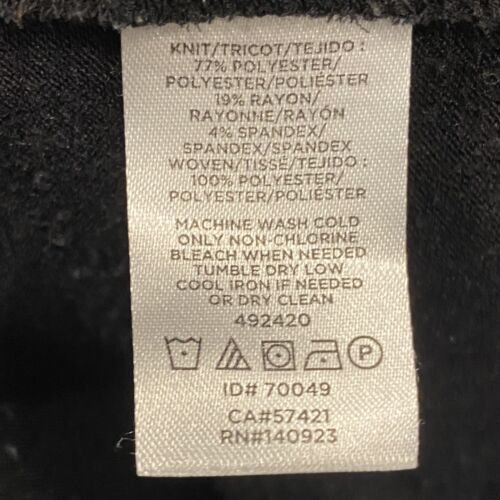 KNIT/TRICOT/TEJIDO :
77% POLYESTER/
POLYESTER/POLIÉSTER
19% RAYON/
RAYONNE/RAYÓN
4% SPANDEX/
SPANDEX/SPANDEX
WOVEN/TISSÉ/TEJIDO :
100% POLYESTER/
POLYESTER/POLIÉSTER
MACHINE WASH COLD
ONLY NON-CHLORINE
BLEACH WHEN NEEDED
TUMBLE DRY LOW
COOL IRON IF NEEDED
OR DRY CLEAN
492420
P
ID# 70049
CA#57421
RN#140923